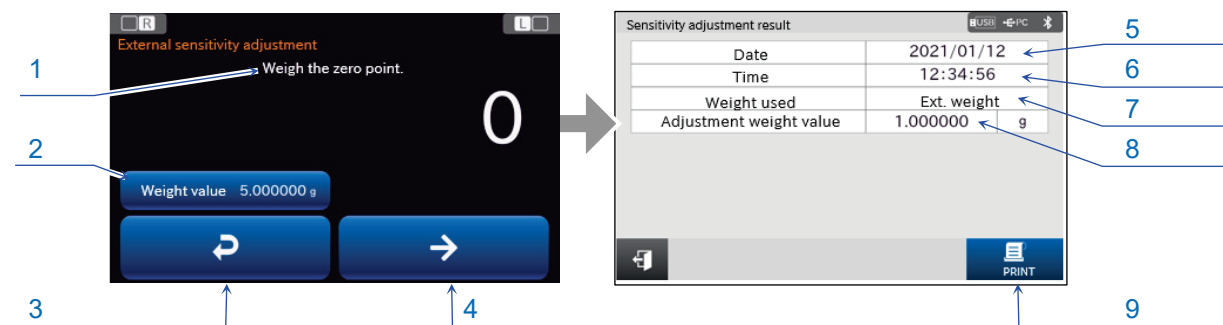 R
L
External sensitivity adjustment
Weigh the zero point.
0
Weight value 5.000000 g
1
2
3
4
Sensitivity adjustment result
USB PC
Date 2021/01/12
Time 12:34:56
Weight used Ext. weight
Adjustment weight value 1.000000 g
PRINT
5
6
7
8
9